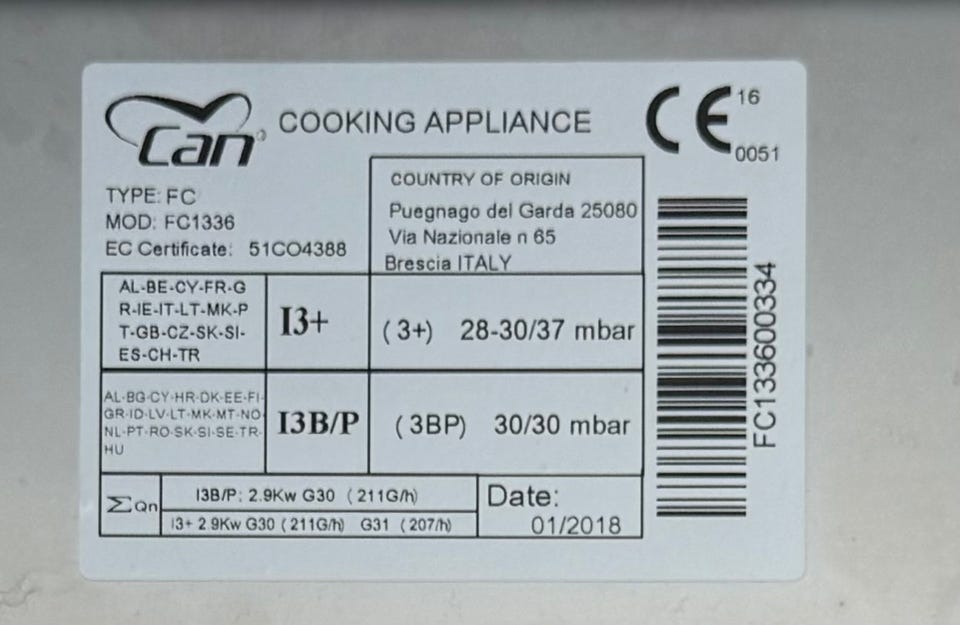 Can
COOKING APPLIANCE
CE 16
0051
TYPE: FC
MOD: FC1336
EC Certificate: 51CO4388
COUNTRY OF ORIGIN
Puegnago del Garda 25080
Via Nazionale n 65
Brescia ITALY
AL-BE-CY-FR-G
R-IE-IT-LT-MK-P
T-GB-CZ-SK-SI-
ES-CH-TR
I3+
(3+) 28-30/37 mbar
AL-BG-CY-HR-DK-EE-FI-
GR-ID-LV-LT-MK-MT-NO-
NL-PT-RO-SK-SI-SE-TR-
HU
I3B/P
(3BP) 30/30 mbar
ΣQn
I3B/P: 2.9Kw G30 (211G/h)
I3+ 2.9Kw G30 (211G/h) G31 (207/h)
Date:
01/2018
FC133600334